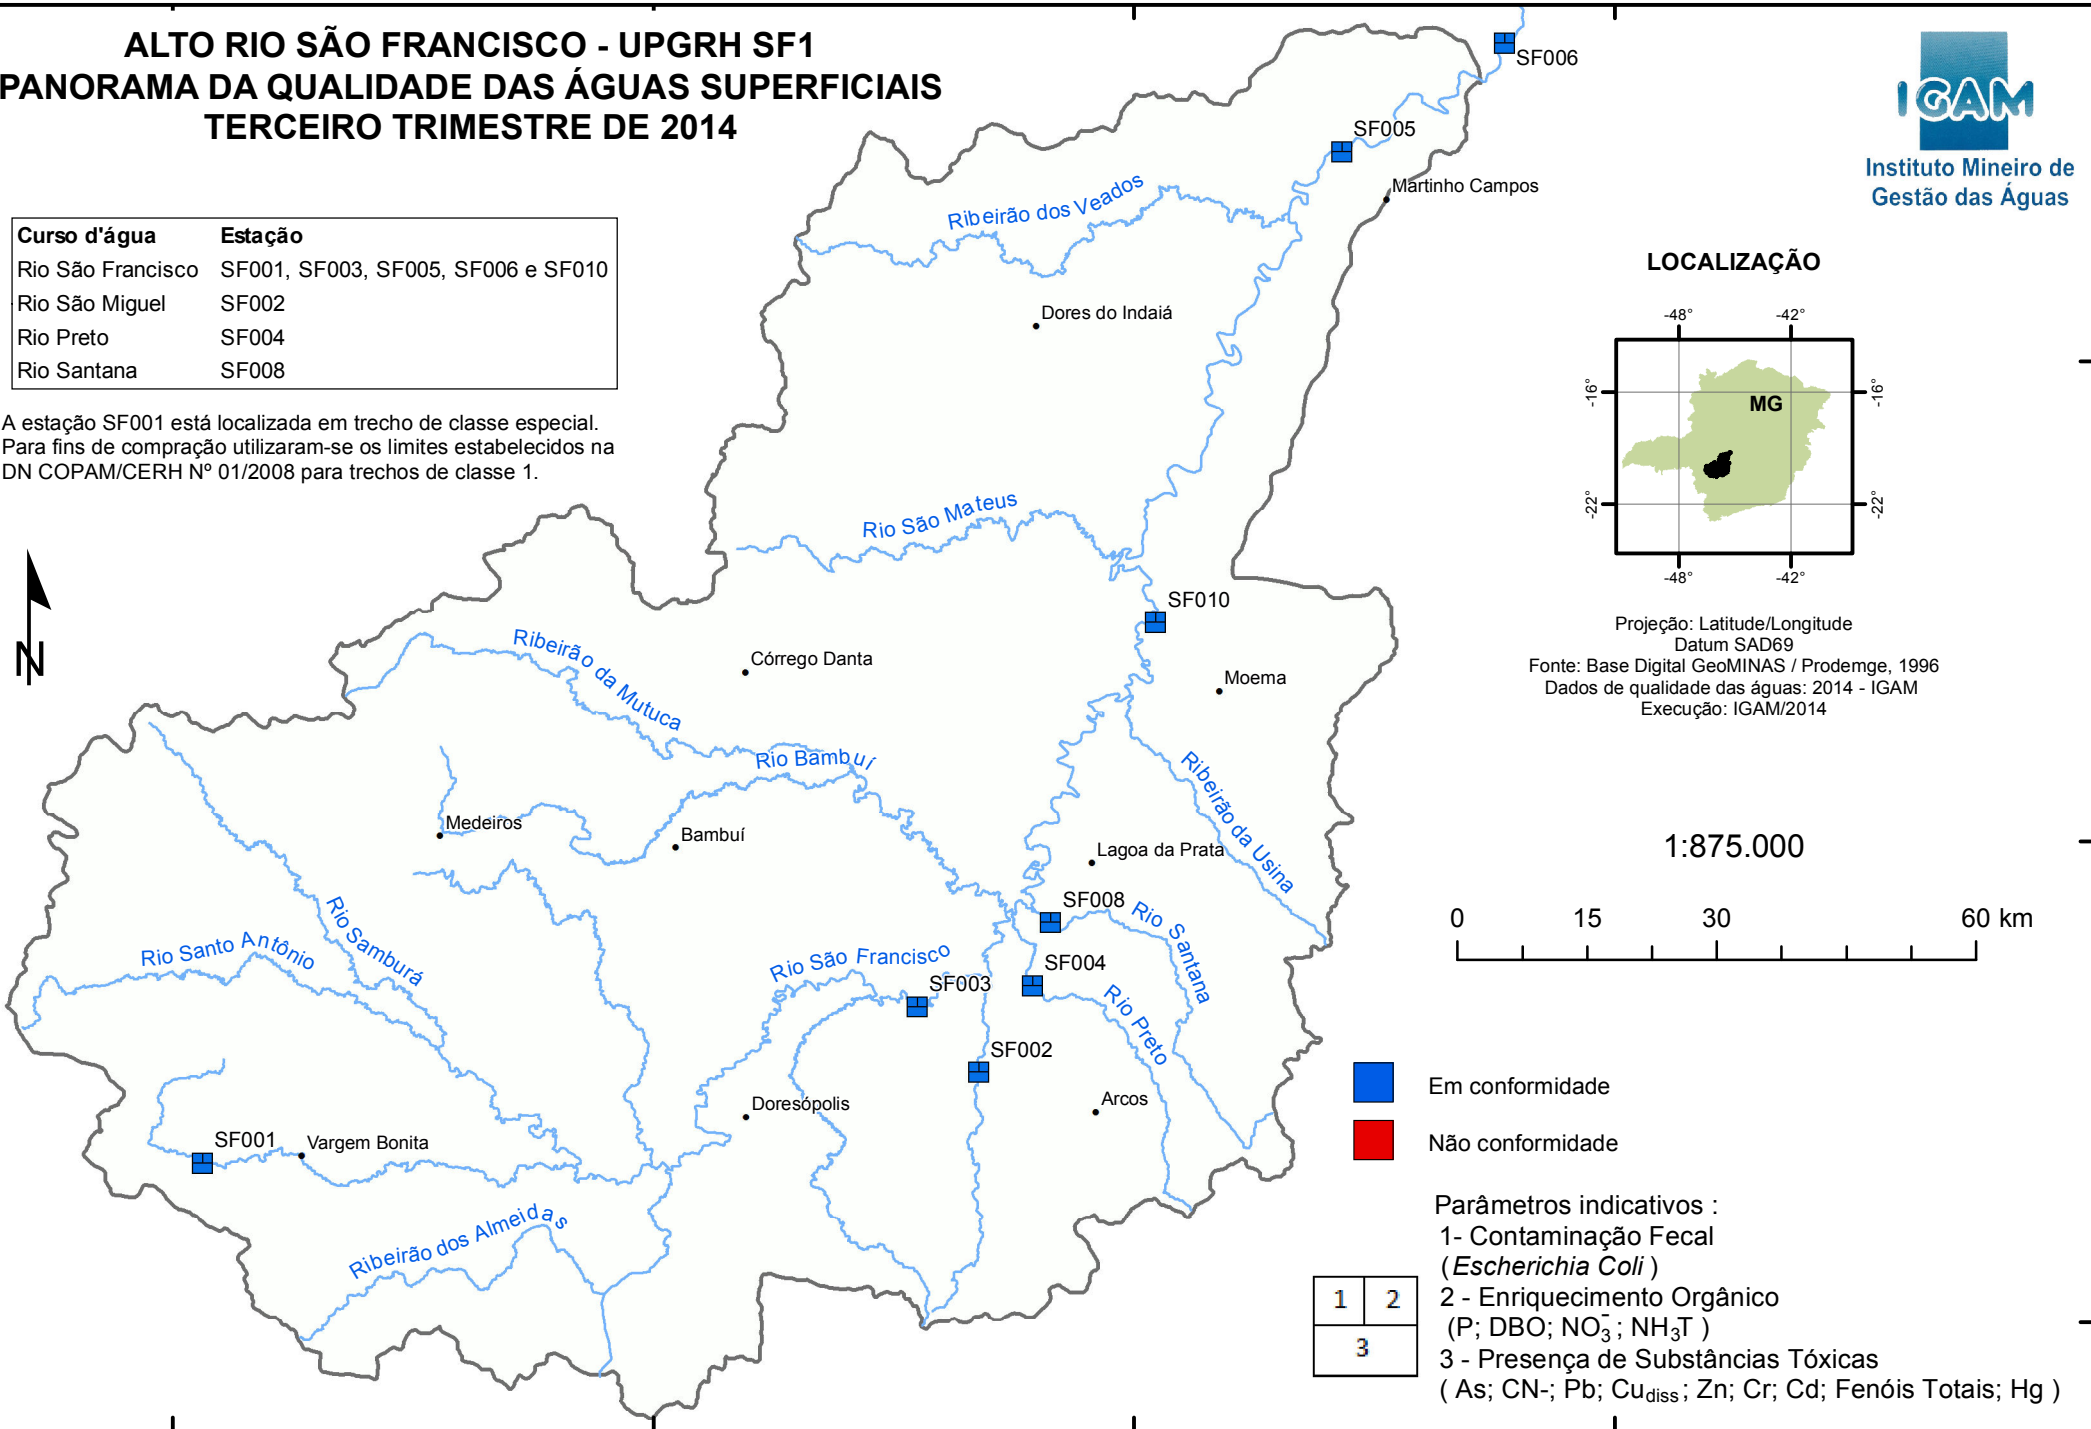 ALTO RIO SÃO FRANCISCO - UPGRH SF1
PANORAMA DA QUALIDADE DAS ÁGUAS SUPERFICIAIS
TERCEIRO TRIMESTRE DE 2014
IGAM
Instituto Mineiro de
Gestão das Águas
Curso d'água Estação
Rio São Francisco SF001, SF003, SF005, SF006 e SF010
Rio São Miguel SF002
Rio Preto SF004
Rio Santana SF008
A estação SF001 está localizada em trecho de classe especial.
Para fins de compração utilizaram-se os limites estabelecidos na
DN COPAM/CERH Nº 01/2008 para trechos de classe 1.
N
SF006
SF005
Martinho Campos
Ribeirão dos Veados
Dores do Indaiá
Rio São Mateus
SF010
Ribeirão da Mutuca
Córrego Danta
Moema
Rio Bambuí
Ribeirão da Usina
Medeiros
Bambuí
Lagoa da Prata
SF008
Rio Santana
Rio Samburá
Rio Santo Antônio
Rio São Francisco
SF003
SF004
Rio Preto
SF002
Doresópolis
Arcos
SF001
Vargem Bonita
Ribeirão dos Almeidas
LOCALIZAÇÃO
-48° -42°
-16° -16°
MG
-22° -22°
-48° -42°
Projeção: Latitude/Longitude
Datum SAD69
Fonte: Base Digital GeoMINAS / Prodemge, 1996
Dados de qualidade das águas: 2014 - IGAM
Execução: IGAM/2014
1:875.000
0 15 30 60 km
Em conformidade
Não conformidade
Parâmetros indicativos :
1- Contaminação Fecal
(Escherichia Coli )
2 - Enriquecimento Orgânico
(P; DBO; NO₃⁻; NH₃T )
3 - Presença de Substâncias Tóxicas
( As; CN-; Pb; Cu diss ; Zn; Cr; Cd; Fenóis Totais; Hg )
1 2
3